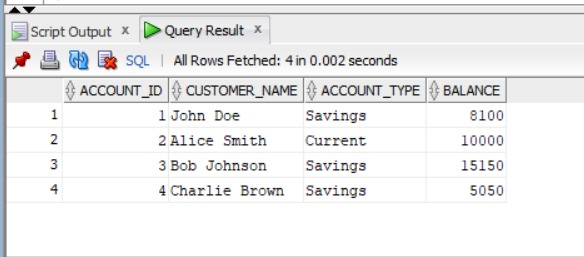 Script Output x Query Result x
SQL | All Rows Fetched: 4 in 0.002 seconds
ACCOUNT_ID CUSTOMER_NAME ACCOUNT_TYPE BALANCE
1 1 John Doe Savings 8100
2 2 Alice Smith Current 10000
3 3 Bob Johnson Savings 15150
4 4 Charlie Brown Savings 5050